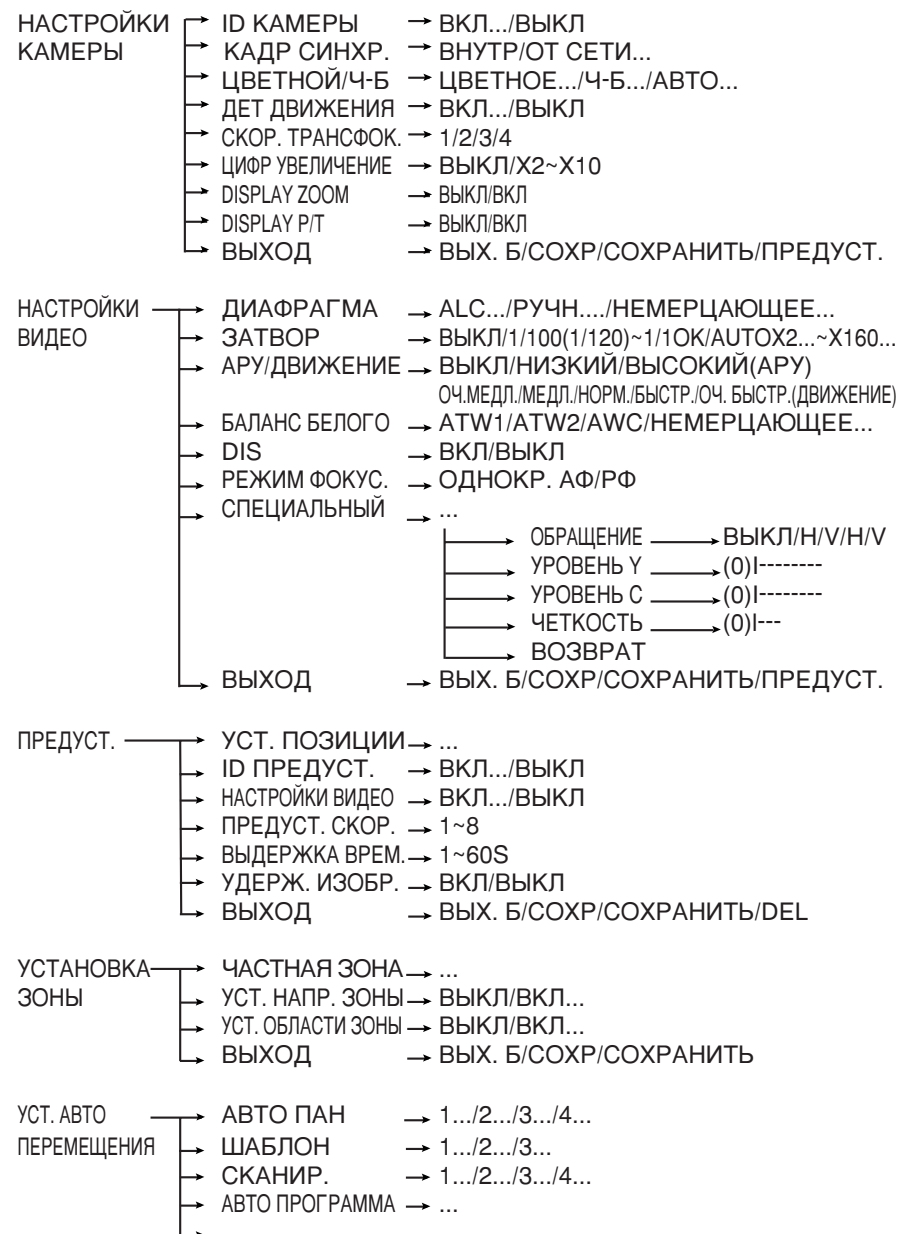 НАСТРОЙКИ ID КАМЕРЫ ВКЛ.../ВЫКЛ
КАМЕРЫ КАДР СИНХР. ВНУТР/ОТ СЕТИ...
ЦВЕТНОЙ/Ч-Б ЦВЕТНОЕ.../Ч-Б.../АВТО...
ДЕТ ДВИЖЕНИЯ ВКЛ.../ВЫКЛ
СКОР. ТРАНСФОК. 1/2/3/4
ЦИФР УВЕЛИЧЕНИЕ ВЫКЛ/X2~X10
DISPLAY ZOOM ВЫКЛ/ВКЛ
DISPLAY P/T ВЫКЛ/ВКЛ
ВЫХОД ВЫХ. Б/СОХР/СОХРАНИТЬ/ПРЕДУСТ.
НАСТРОЙКИ ДИАФРАГМА ALC.../РУЧН..../НЕМЕРЦАЮЩЕЕ...
ВИДЕО ЗАТВОР ВЫКЛ/1/100(1/120)~1/1OK/AUTOX2...~X160...
АРУ/ДВИЖЕНИЕ ВЫКЛ/НИЗКИЙ/ВЫСОКИЙ(АРУ)
ОЧ.МЕДЛ./МЕДЛ./НОРМ./БЫСТР./ОЧ. БЫСТР.(ДВИЖЕНИЕ)
БАЛАНС БЕЛОГО ATW1/ATW2/AWC/НЕМЕРЦАЮЩЕЕ...
DIS ВКЛ/ВЫКЛ
РЕЖИМ ФОКУС. ОДНОКР. АФ/РФ
СПЕЦИАЛЬНЫЙ ...
ОБРАЩЕНИЕ ВЫКЛ/H/V/H/V
УРОВЕНЬ Y (0)I--------
УРОВЕНЬ C (0)I--------
ЧЕТКОСТЬ (0)I---
ВОЗВРАТ
ВЫХОД ВЫХ. Б/СОХР/СОХРАНИТЬ/ПРЕДУСТ.
ПРЕДУСТ. УСТ. ПОЗИЦИИ ...
ID ПРЕДУСТ. ВКЛ.../ВЫКЛ
НАСТРОЙКИ ВИДЕО ВКЛ.../ВЫКЛ
ПРЕДУСТ. СКОР. 1~8
ВЫДЕРЖКА ВРЕМ. 1~60S
УДЕРЖ. ИЗОБР. ВКЛ/ВЫКЛ
ВЫХОД ВЫХ. Б/СОХР/СОХРАНИТЬ/DEL
УСТАНОВКА ЧАСТНАЯ ЗОНА ...
ЗОНЫ УСТ. НАПР. ЗОНЫ ВЫКЛ/ВКЛ...
УСТ. ОБЛАСТИ ЗОНЫ ВЫКЛ/ВКЛ...
ВЫХОД ВЫХ. Б/СОХР/СОХРАНИТЬ
УСТ. АВТО АВТО ПАН 1.../2.../3.../4...
ПЕРЕМЕЩЕНИЯ ШАБЛОН 1.../2.../3...
СКАНИР. 1.../2.../3.../4...
АВТО ПРОГРАММА ...